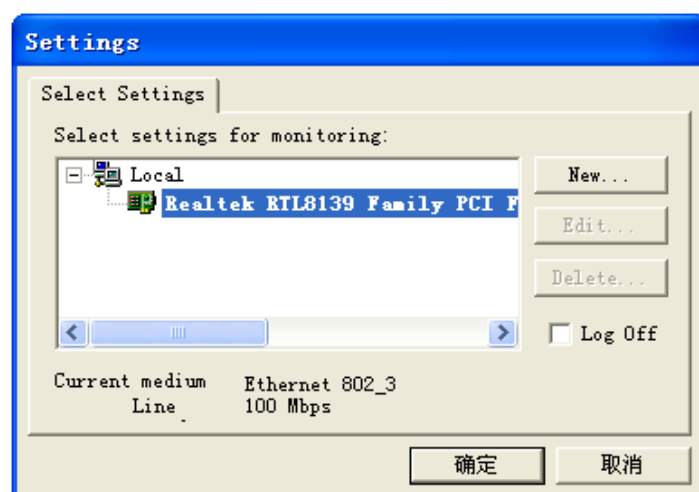 Settings
Select Settings
Select settings for monitoring:
Local
New...
Realtek RTL8139 Family PCI F
Edit...
Delete...
Log Off
Current medium Ethernet 802_3
Line 100 Mbps
确定 取消